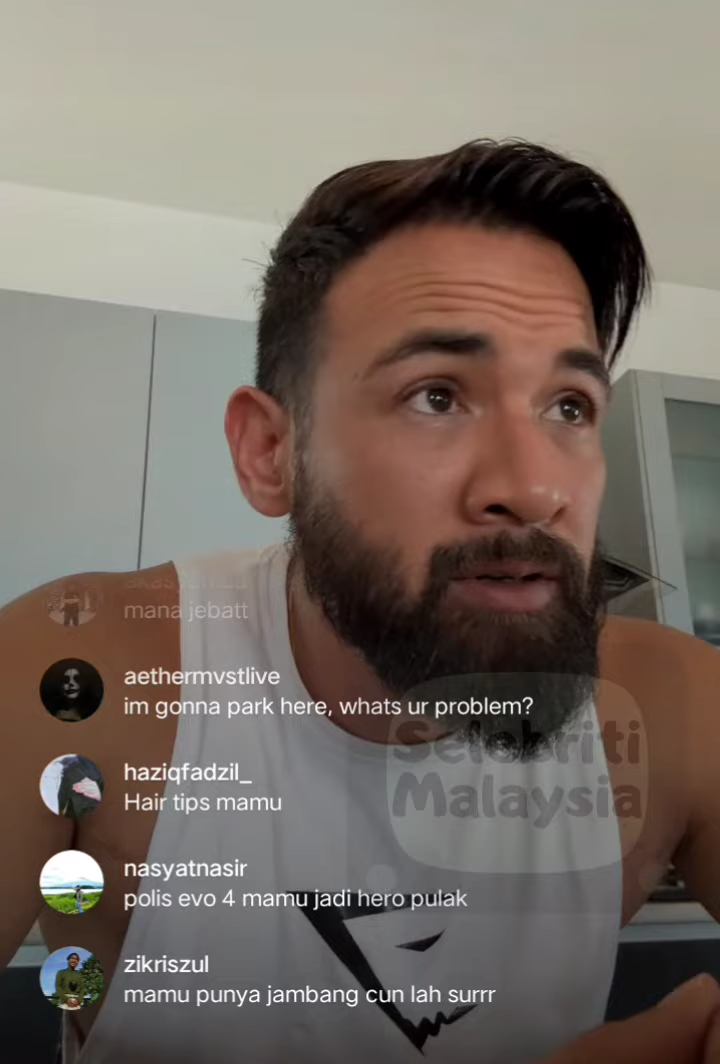 mana jebatt
aethermvstlive
im gonna park here, whats ur problem?
haziqfadzil_
Hair tips mamu
nasyatnasir
polis evo 4 mamu jadi hero pulak
zikriszul
mamu punya jambang cun lah surrr
Selebriti
Malaysia